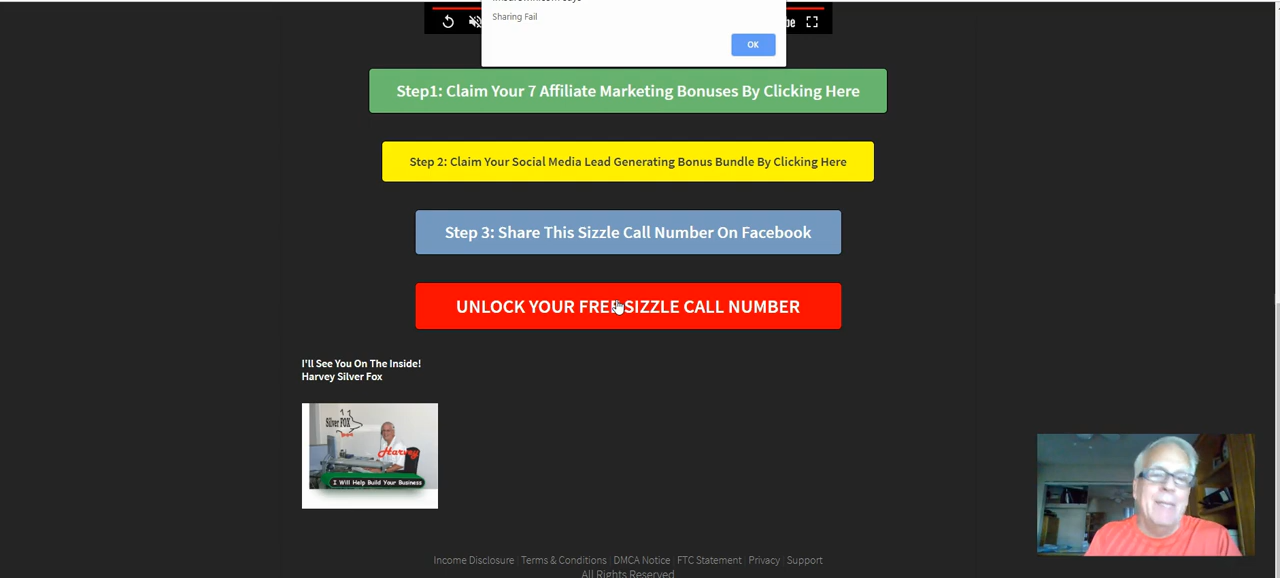 Sharing Fail
OK
Step1: Claim Your 7 Affiliate Marketing Bonuses By Clicking Here
Step 2: Claim Your Social Media Lead Generating Bonus Bundle By Clicking Here
Step 3: Share This Sizzle Call Number On Facebook
UNLOCK YOUR FREE SIZZLE CALL NUMBER
I'll See You On The Inside!
Harvey Silver Fox
Silver FOX
Harvey
I Will Help Build Your Business
Income Disclosure | Terms & Conditions | DMCA Notice | FTC Statement | Privacy | Support
All Rights Reserved